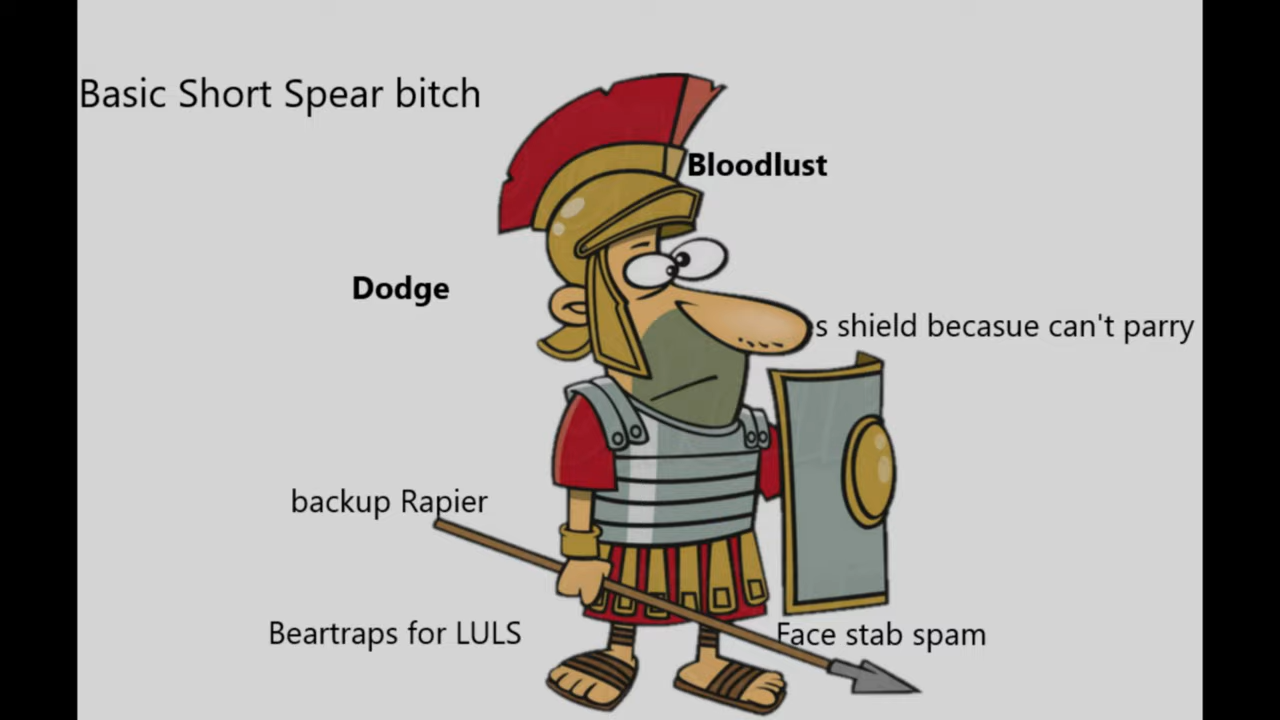 Basic Short Spear bitch
Bloodlust
Dodge
s shield becasue can't parry
backup Rapier
Beartraps for LULS
Face stab spam